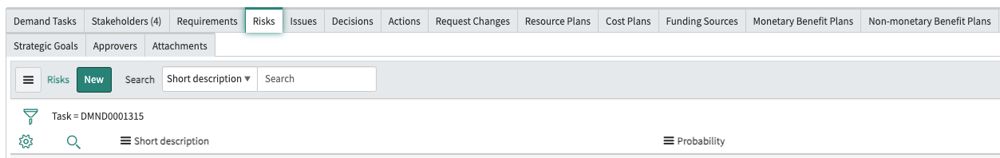 Demand Tasks Stakeholders (4) Requirements Risks Issues Decisions Actions Request Changes Resource Plans Cost Plans Funding Sources Monetary Benefit Plans Non-monetary Benefit Plans
Strategic Goals Approvers Attachments
Risks New Search Short description Search
Task = DMND0001315
Short description Probability